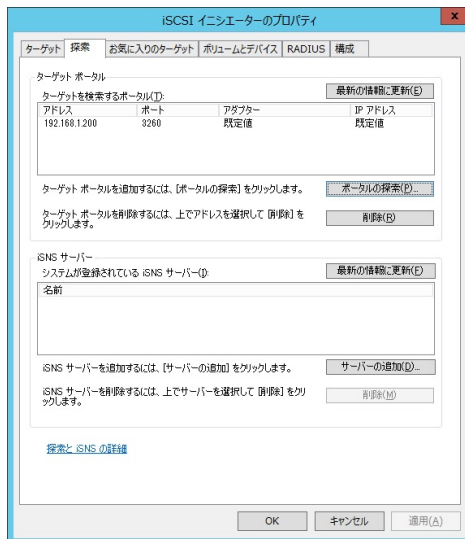 iSCSI イニシエーターのプロパティ
x
ターゲット 探索 お気に入りのターゲット ボリュームとデバイス RADIUS 構成
ターゲット ポータル
ターゲットを検索するポータル(T):
最新の情報に更新(E)
アドレス ポート アダプター IP アドレス
192.168.1.200 3260 既定値 既定値
ターゲット ポータルを追加するには、[ポータルの探索] をクリックします。
ポータルの探索(P)...
ターゲット ポータルを削除するには、上でアドレスを選択して [削除] を
クリックします。
削除(R)
iSNS サーバー
システムが登録されている iSNS サーバー(I):
最新の情報に更新(F)
名前
iSNS サーバーを追加するには、[サーバーの追加] をクリックします。
サーバーの追加(D)...
iSNS サーバーを削除するには、上でサーバーを選択して [削除] をクリ
ックします。
削除(M)
探索と iSNS の詳細
OK キャンセル 適用(A)